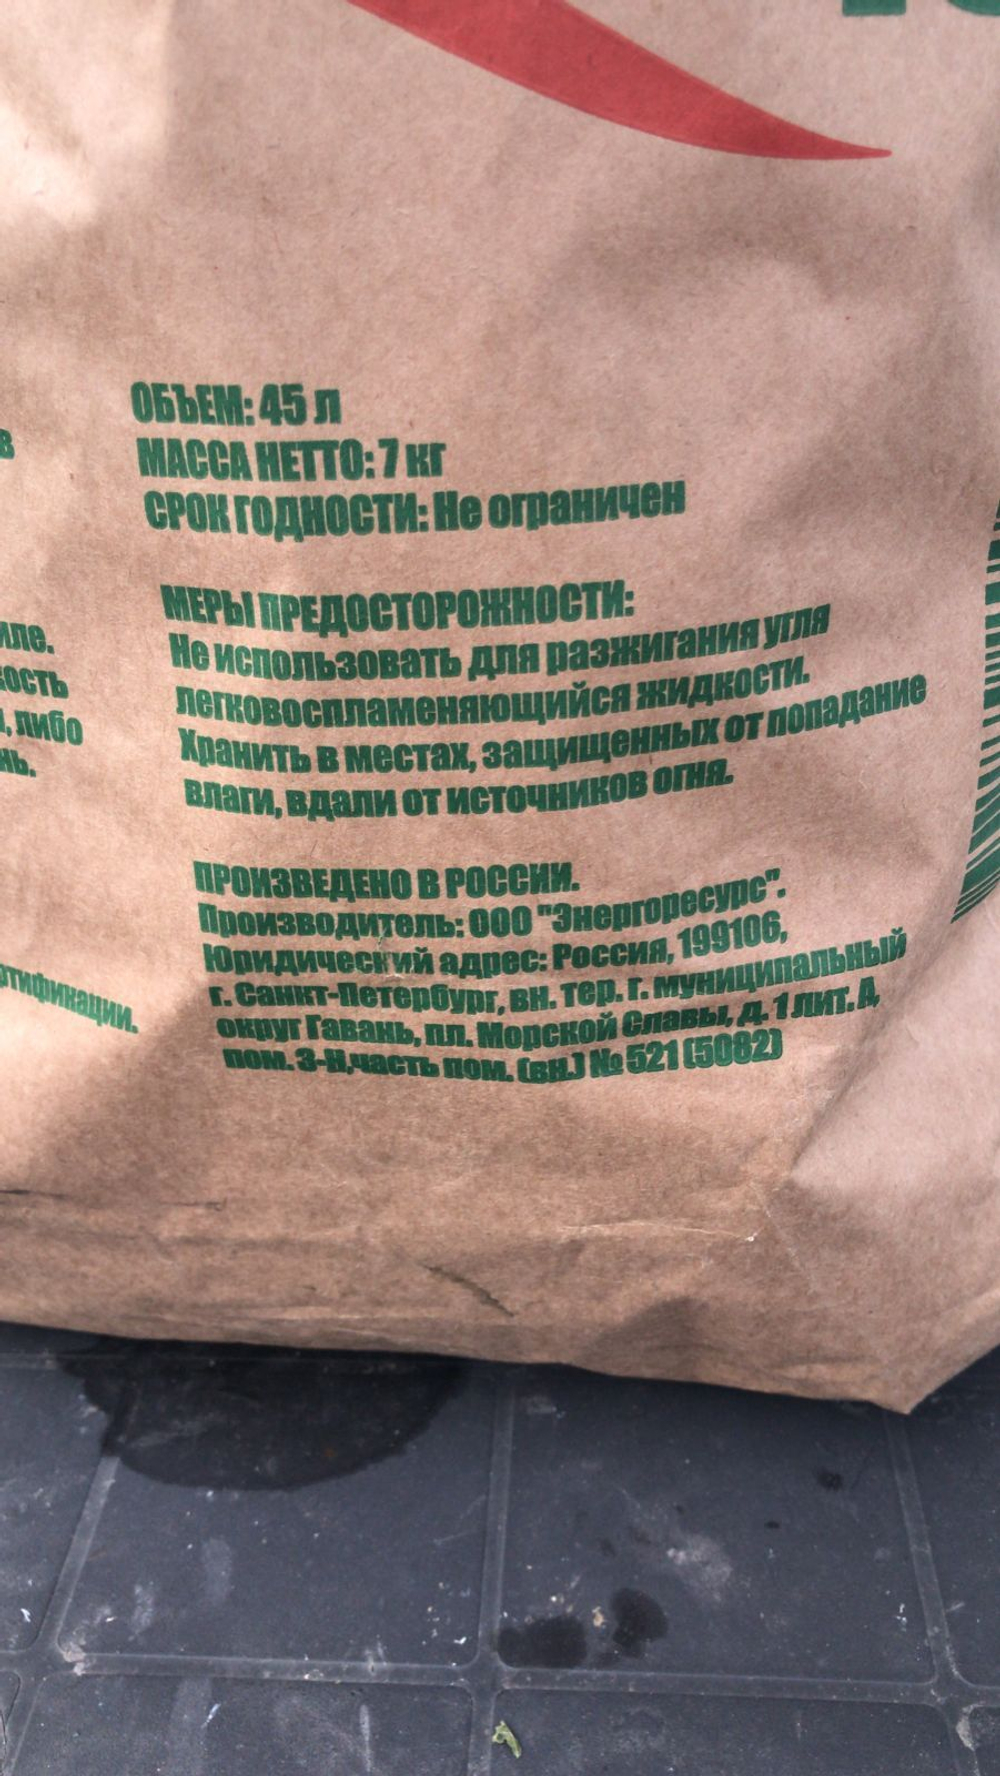 ОБЪЕМ: 45 л
МАССА НЕТТО: 7 кг
СРОК ГОДНОСТИ: Не ограничен
МЕРЫ ПРЕДОСТОРОЖНОСТИ:
Не использовать для разжигания угля
легковоспламеняющийся жидкости.
Хранить в местах, защищенных от попадание
влаги, вдали от источников огня.
ПРОИЗВЕДЕНО В РОССИИ.
Производитель: ООО "Энергоресурс".
Юридический адрес: Россия, 199106,
г. Санкт-Петербург, вн. тер. г. муниципальный
округ Гавань, пл. Морской Славы, д. 1 лит. А,
пом. 3-Н,часть пом. (вн.) № 521 (5082)
в
либо